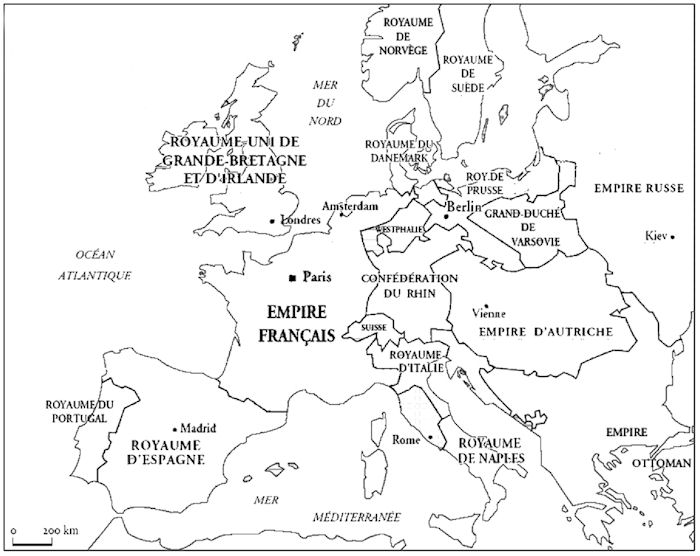 ROYAUME
DE
NORVÈGE
ROYAUME
DE
SUÈDE
MER
DU
NORD
ROYAUME-UNI DE
GRANDE-BRETAGNE
ET D'IRLANDE
ROYAUME DU
DANEMARK
ROY. DE
PRUSSE
EMPIRE RUSSE
Amsterdam
Berlin
GRAND-DUCHÉ
DE
VARSOVIE
Londres
WESTPHALIE
Kiev
OCÉAN
ATLANTIQUE
Paris
CONFÉDÉRATION
DU RHIN
EMPIRE
FRANÇAIS
Vienne
EMPIRE D'AUTRICHE
SUISSE
ROYAUME
D'ITALIE
ROYAUME DU
PORTUGAL
Madrid
ROYAUME
D'ESPAGNE
Rome
ROYAUME
DE NAPLES
EMPIRE
OTTOMAN
MER
MÉDITERRANÉE
0 200 km